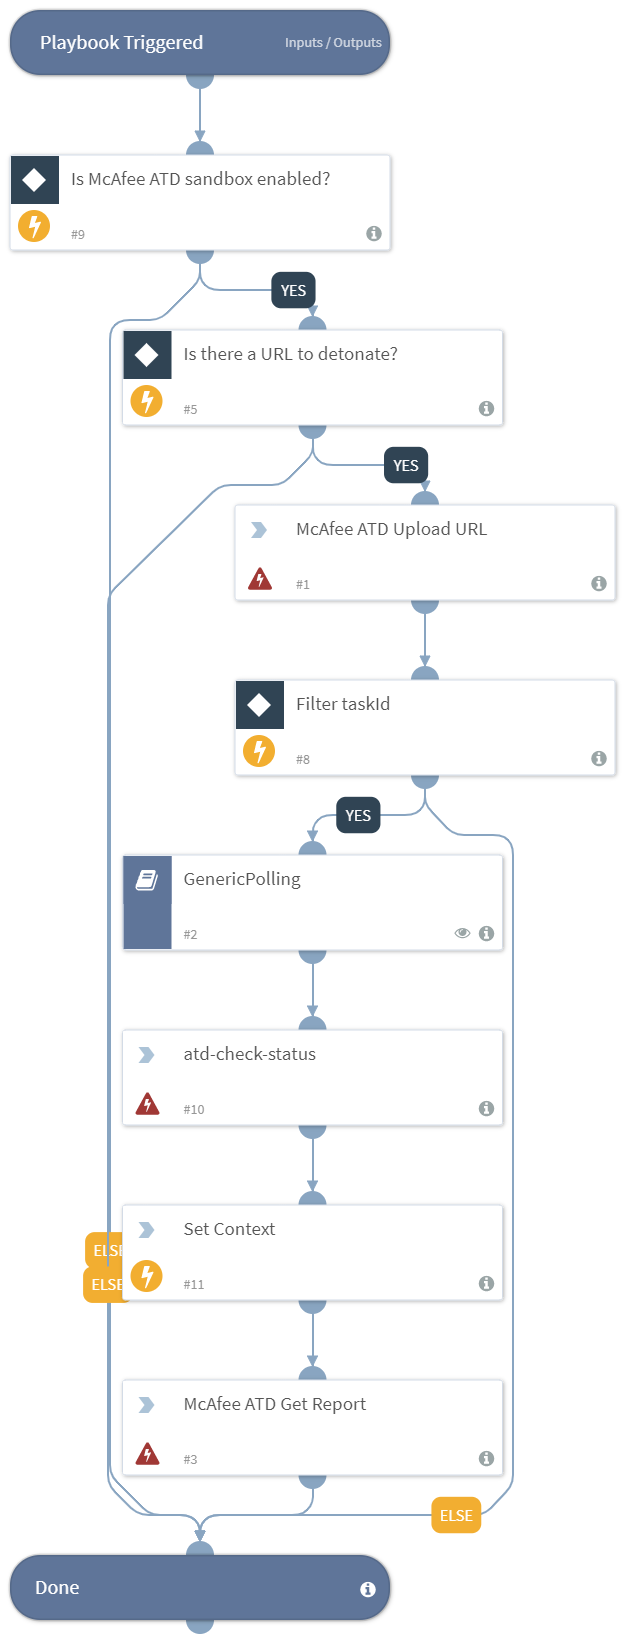 Playbook Triggered
Inputs / Outputs
Is McAfee ATD sandbox enabled?
#9
YES
Is there a URL to detonate?
#5
YES
McAfee ATD Upload URL
#1
Filter taskId
#8
YES
GenericPolling
#2
atd-check-status
#10
Set Context
ELSE
ELSE
#11
McAfee ATD Get Report
#3
ELSE
Done